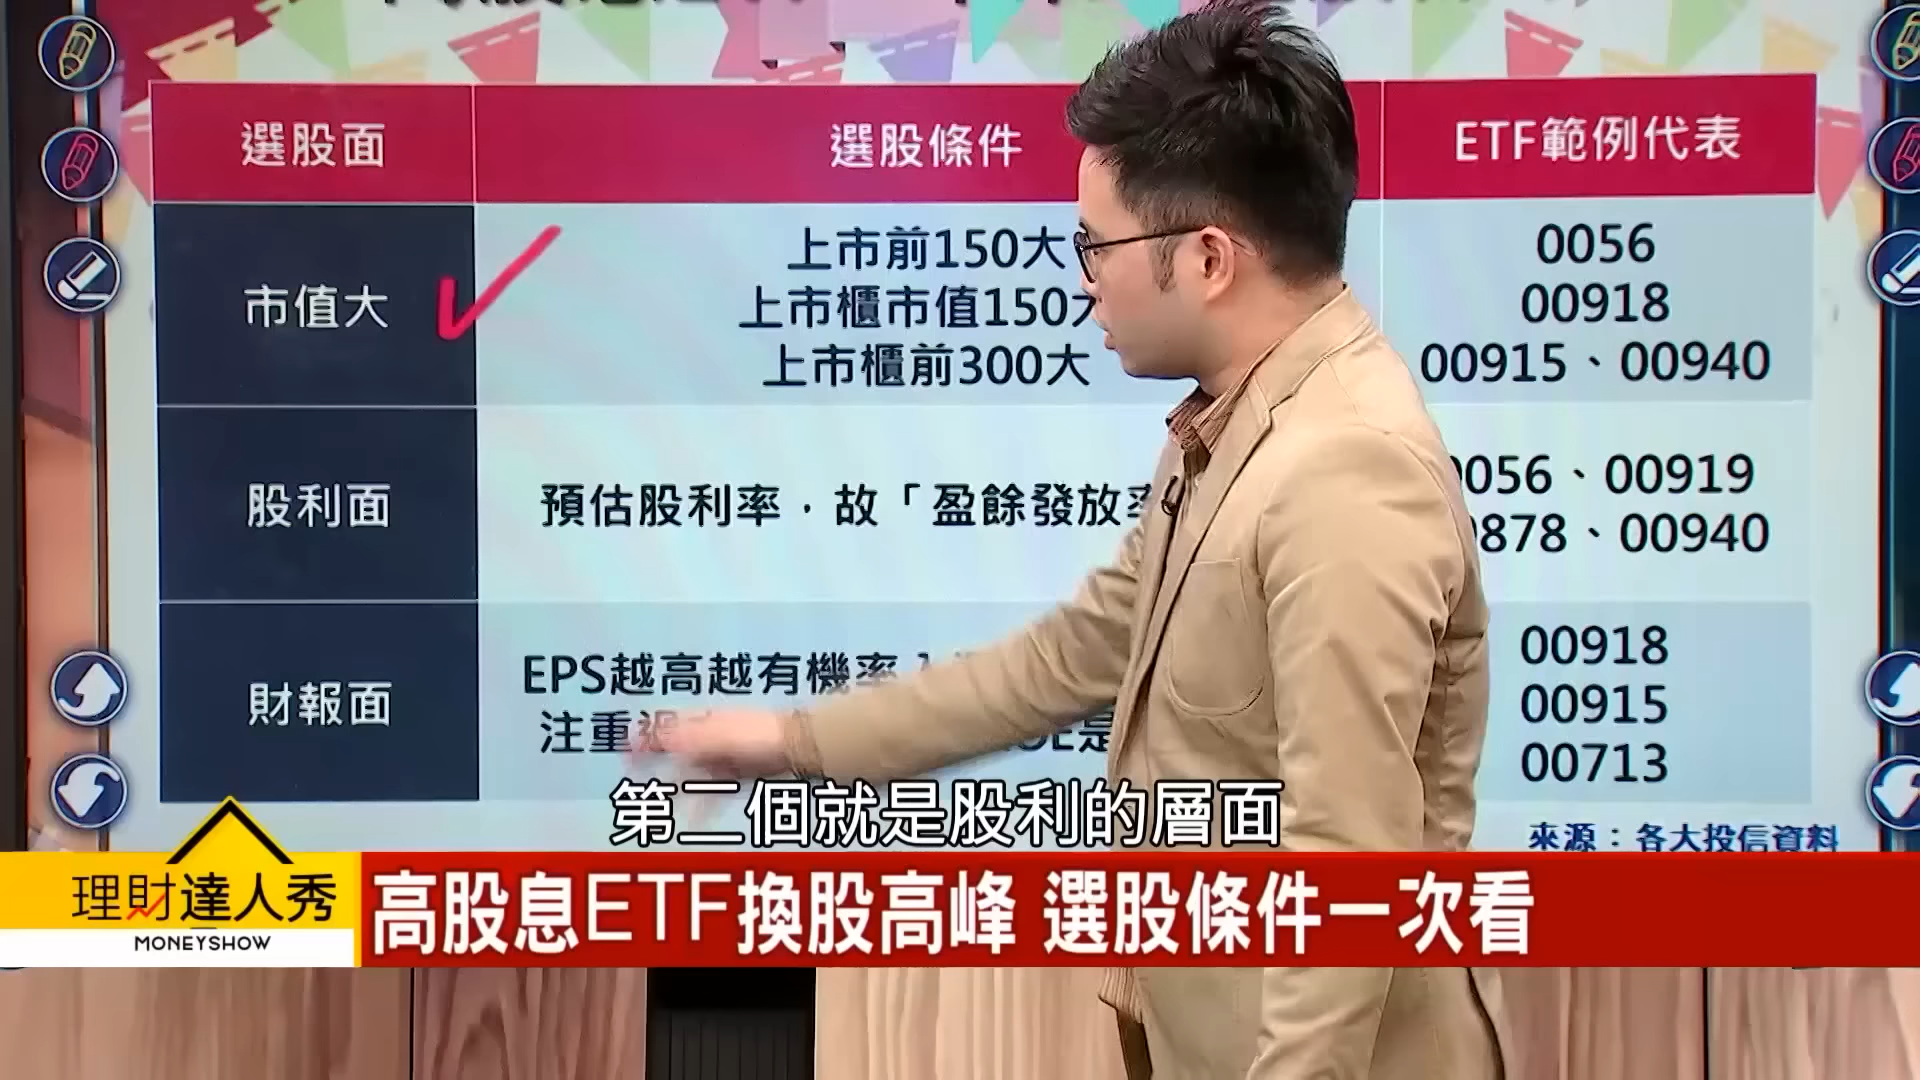 選股面
選股條件
ETF範例代表
市值大
上市前150大
上市櫃市值150大
上市櫃前300大
0056
00918
00915、00940
股利面
預估股利率，故「盈餘發放率
0056、00919
0878、00940
財報面
EPS越高越有機率
注重過
00918
00915
00713
第二個就是股利的層面
來源：各大投信資料
理財達人秀
MONEYSHOW
高股息ETF換股高峰 選股條件一次看